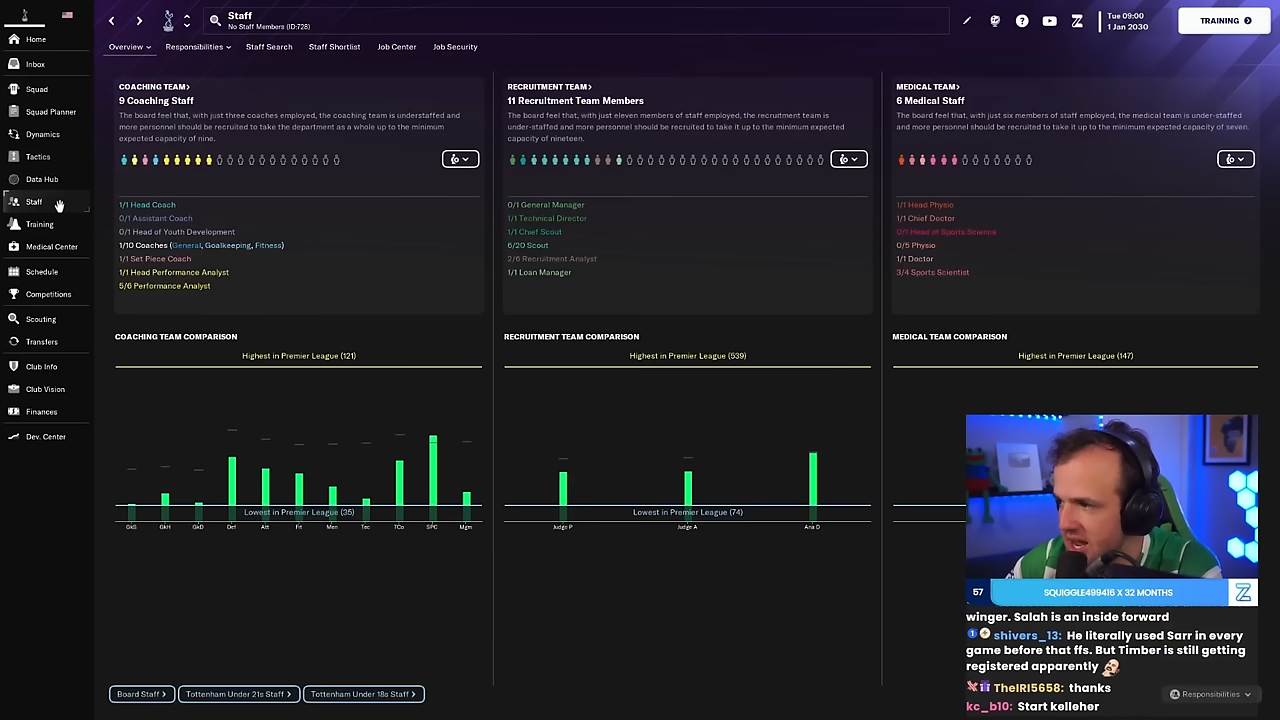 Staff
No Staff Members (ID:728)
Tue 09:00
1 Jan 2030
TRAINING
Overview
Responsibilities
Staff Search
Staff Shortlist
Job Center
Job Security
Home
Inbox
Squad
Squad Planner
Dynamics
Tactics
Data Hub
Staff
Training
Medical Center
Schedule
Competitions
Scouting
Transfers
Club Info
Club Vision
Finances
Dev. Center
COACHING TEAM>
9 Coaching Staff
The board feel that, with just three coaches employed, the coaching team is understaffed and
more personnel should be recruited to take the department as a whole up to the minimum
expected capacity of nine.
1/1 Head Coach
0/1 Assistant Coach
0/1 Head of Youth Development
1/10 Coaches (General, Goalkeeping, Fitness)
1/1 Set Piece Coach
1/1 Head Performance Analyst
5/6 Performance Analyst
RECRUITMENT TEAM>
11 Recruitment Team Members
The board feel that, with just eleven members of staff employed, the recruitment team is
under-staffed and more personnel should be recruited to take it up to the minimum expected
capacity of nineteen.
0/1 General Manager
1/1 Technical Director
1/1 Chief Scout
6/20 Scout
2/6 Recruitment Analyst
1/1 Loan Manager
MEDICAL TEAM>
6 Medical Staff
The board feel that, with just six members of staff employed, the medical team is under-staffed
and more personnel should be recruited to take it up to the minimum expected capacity of seven.
1/1 Head Physio
1/1 Chief Doctor
0/1 Head of Sports Science
0/5 Physio
1/1 Doctor
3/4 Sports Scientist
COACHING TEAM COMPARISON
Highest in Premier League (121)
Lowest in Premier League (35)
GkS GkH GkD Def Att Fit Men Tec TCo SPC Mgm
RECRUITMENT TEAM COMPARISON
Highest in Premier League (539)
Lowest in Premier League (74)
Judge P Judge A Ana D
MEDICAL TEAM COMPARISON
Highest in Premier League (147)
57 SQUIGGLE499416 X 32 MONTHS
winger. Salah is an inside forward
shivers_13: He literally used Sarr in every
game before that ffs. But Timber is still getting
registered apparently
TheIRI5658: thanks
kc_b10: Start kelleher
Responsibilities
Board Staff >
Tottenham Under 21s Staff >
Tottenham Under 18s Staff >